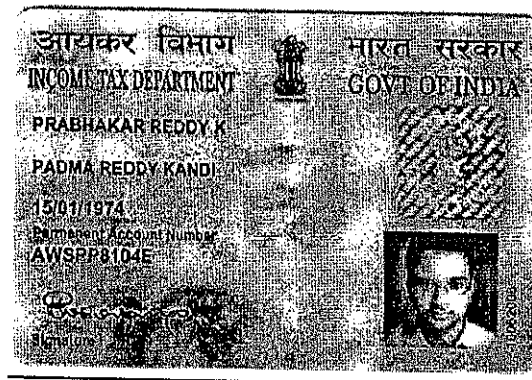 आयकर विभाग
भारत सरकार
INCOME TAX DEPARTMENT
GOVT OF INDIA
PRABHAKAR REDDY K
PADMA REDDY KANDI
15/01/1974
Permanent Account Number
AWSPP8104E
Signature